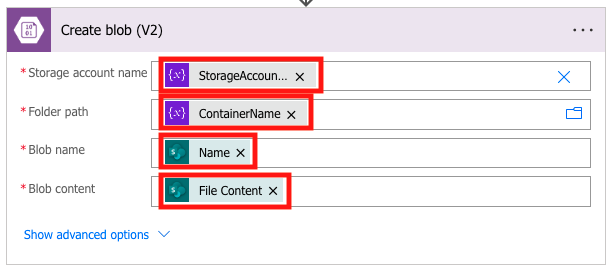 Create blob (V2)
* Storage account name {x} StorageAccoun... ×
* Folder path {x} ContainerName ×
* Blob name Name ×
* Blob content File Content ×
Show advanced options